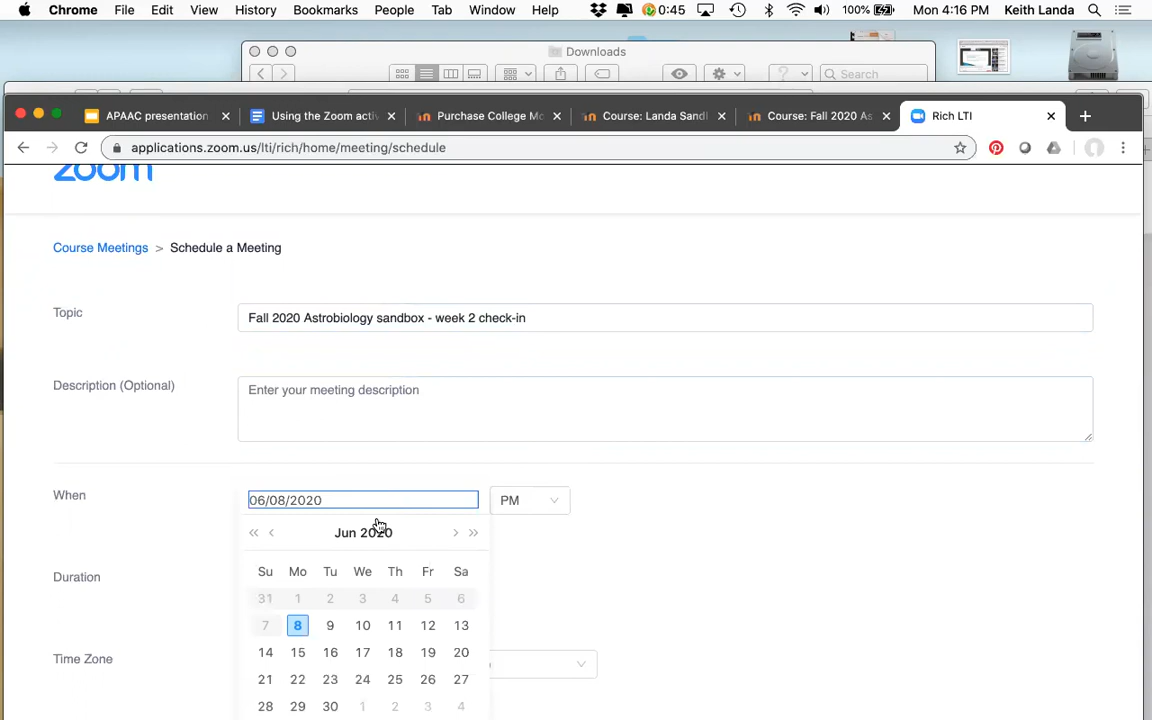 Chrome File Edit View History Bookmarks People Tab Window Help 0:45 100% Mon 4:16 PM Keith Landa
Downloads
Search
APAAC presentation Using the Zoom activ Purchase College Mo Course: Landa Sand Course: Fall 2020 As Rich LTI
applications.zoom.us/lti/rich/home/meeting/schedule
zoom
Course Meetings > Schedule a Meeting
Topic Fall 2020 Astrobiology sandbox - week 2 check-in
Description (Optional) Enter your meeting description
When 06/08/2020 PM
Jun 2020
Su Mo Tu We Th Fr Sa
31 1 2 3 4 5 6
Duration
7 8 9 10 11 12 13
14 15 16 17 18 19 20
Time Zone
21 22 23 24 25 26 27
28 29 30 1 2 3 4